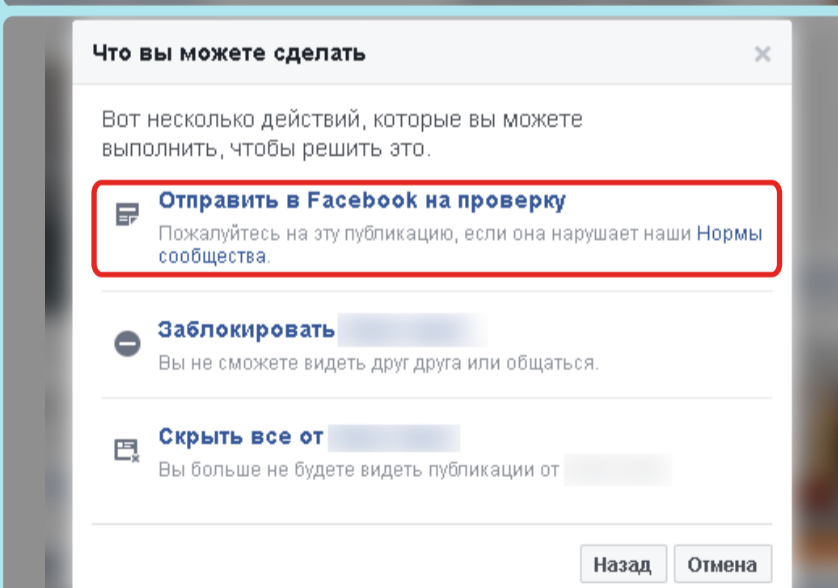 Что вы можете сделать
Вот несколько действий, которые вы можете
выполнить, чтобы решить это.
Отправить в Facebook на проверку
Пожалуйтесь на эту публикацию, если она нарушает наши Нормы
сообщества.
Заблокировать
Вы не сможете видеть друг друга или общаться.
Скрыть все от
Вы больше не будете видеть публикации от
Назад Отмена